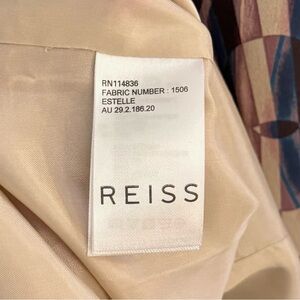 RN114836
FABRIC NUMBER : 1506
ESTELLE
AU 29.2.186.20
REISS